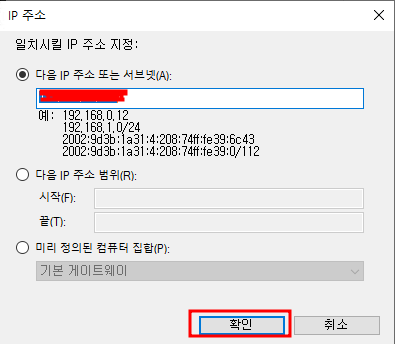 IP 주소
일치시킬 IP 주소 지정:
다음 IP 주소 또는 서브넷(A):
예: 192,168,0,12
192,168,1,0/24
2002:9d3b:1a31:4:208:74ff:fe39:6c43
2002:9d3b:1a31:4:208:74ff:fe39:0/112
다음 IP 주소 범위(R):
시작(F):
끝(T):
미리 정의된 컴퓨터 집합(P):
기본 게이트웨이
확인 취소